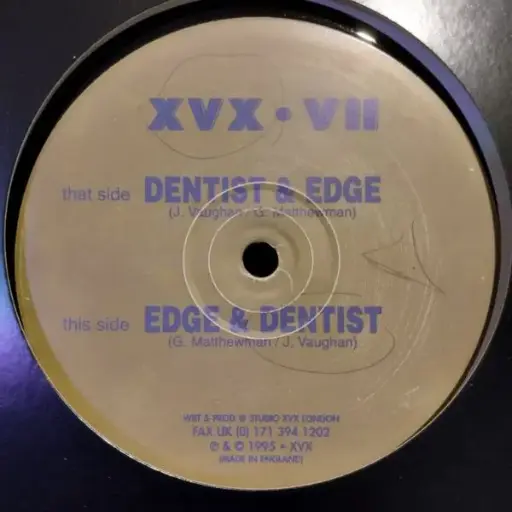 XVX • VII
that side DENTIST & EDGE
(J. Vaughan / G. Matthewman)
this side EDGE & DENTIST
(G. Matthewman / J. Vaughan)
WRIT & PROD @ STUDIO XVX LONDON
FAX UK (0) 171 394 1202
℗ & © 1995 • XVX
(MADE IN ENGLAND)